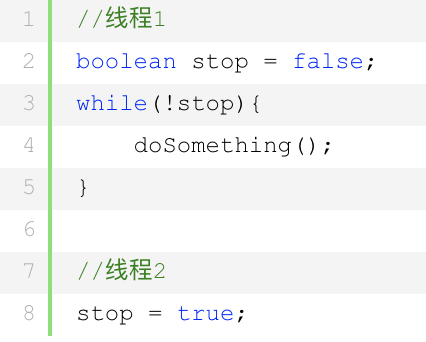 1 //线程1
2 boolean stop = false;
3 while(!stop){
4     doSomething();
5 }
6
7 //线程2
8 stop = true;